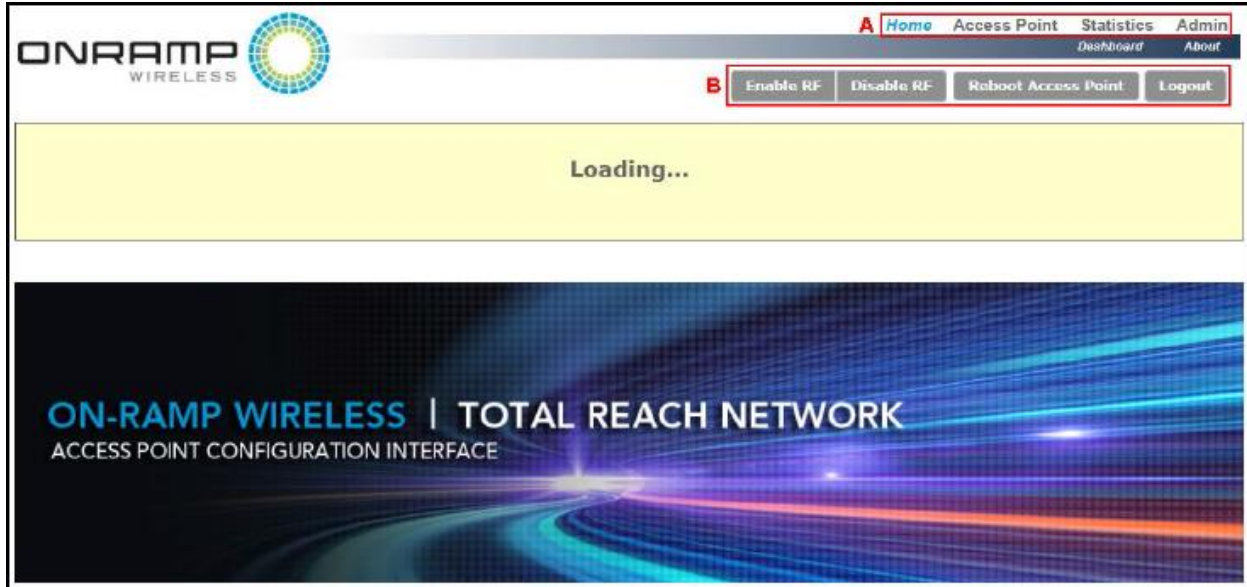 A Home Access Point Statistics Admin
ONRAMP
WIRELESS
Dashboard About
B Enable RF Disable RF Reboot Access Point Logout
Loading...
ON-RAMP WIRELESS | TOTAL REACH NETWORK
ACCESS POINT CONFIGURATION INTERFACE